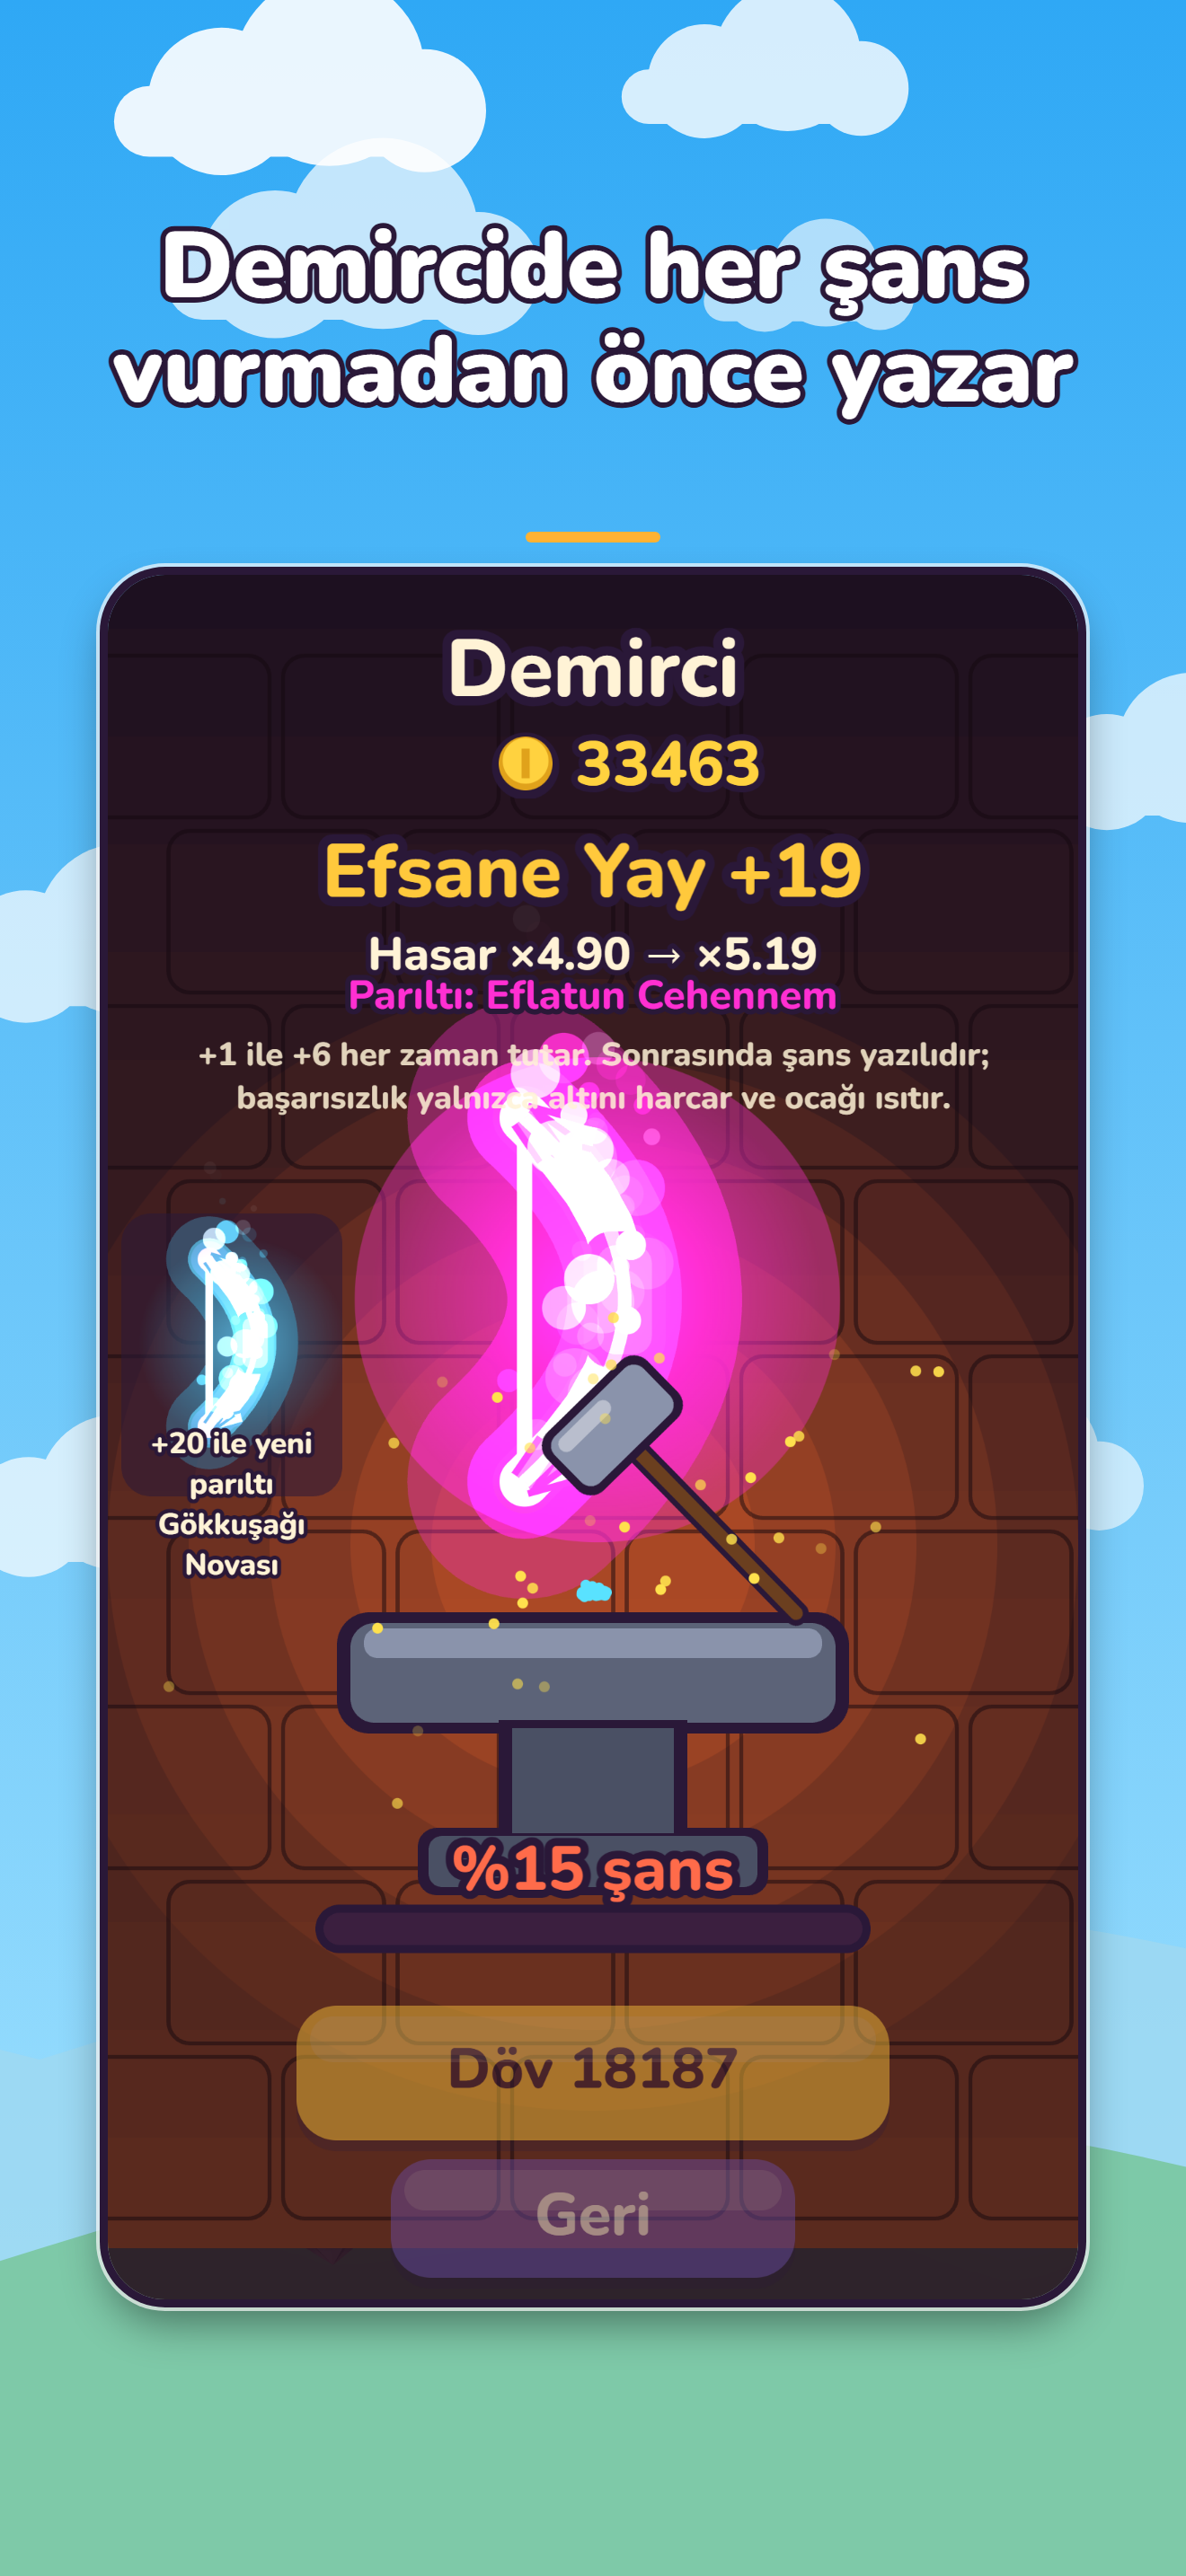 Demircide her şans
vurmadan önce yazar
Demirci
33463
Efsane Yay +19
Hasar ×4.90 → ×5.19
Parıltı: Eflatun Cehennem
+1 ile +6 her zaman tutar. Sonrasında şans yazılıdır;
başarısızlık yalnızca altını harcar ve ocağı ısıtır.
+20 ile yeni
parıltı
Gökkuşağı
Novası
%15 şans
Döv 18187
Geri